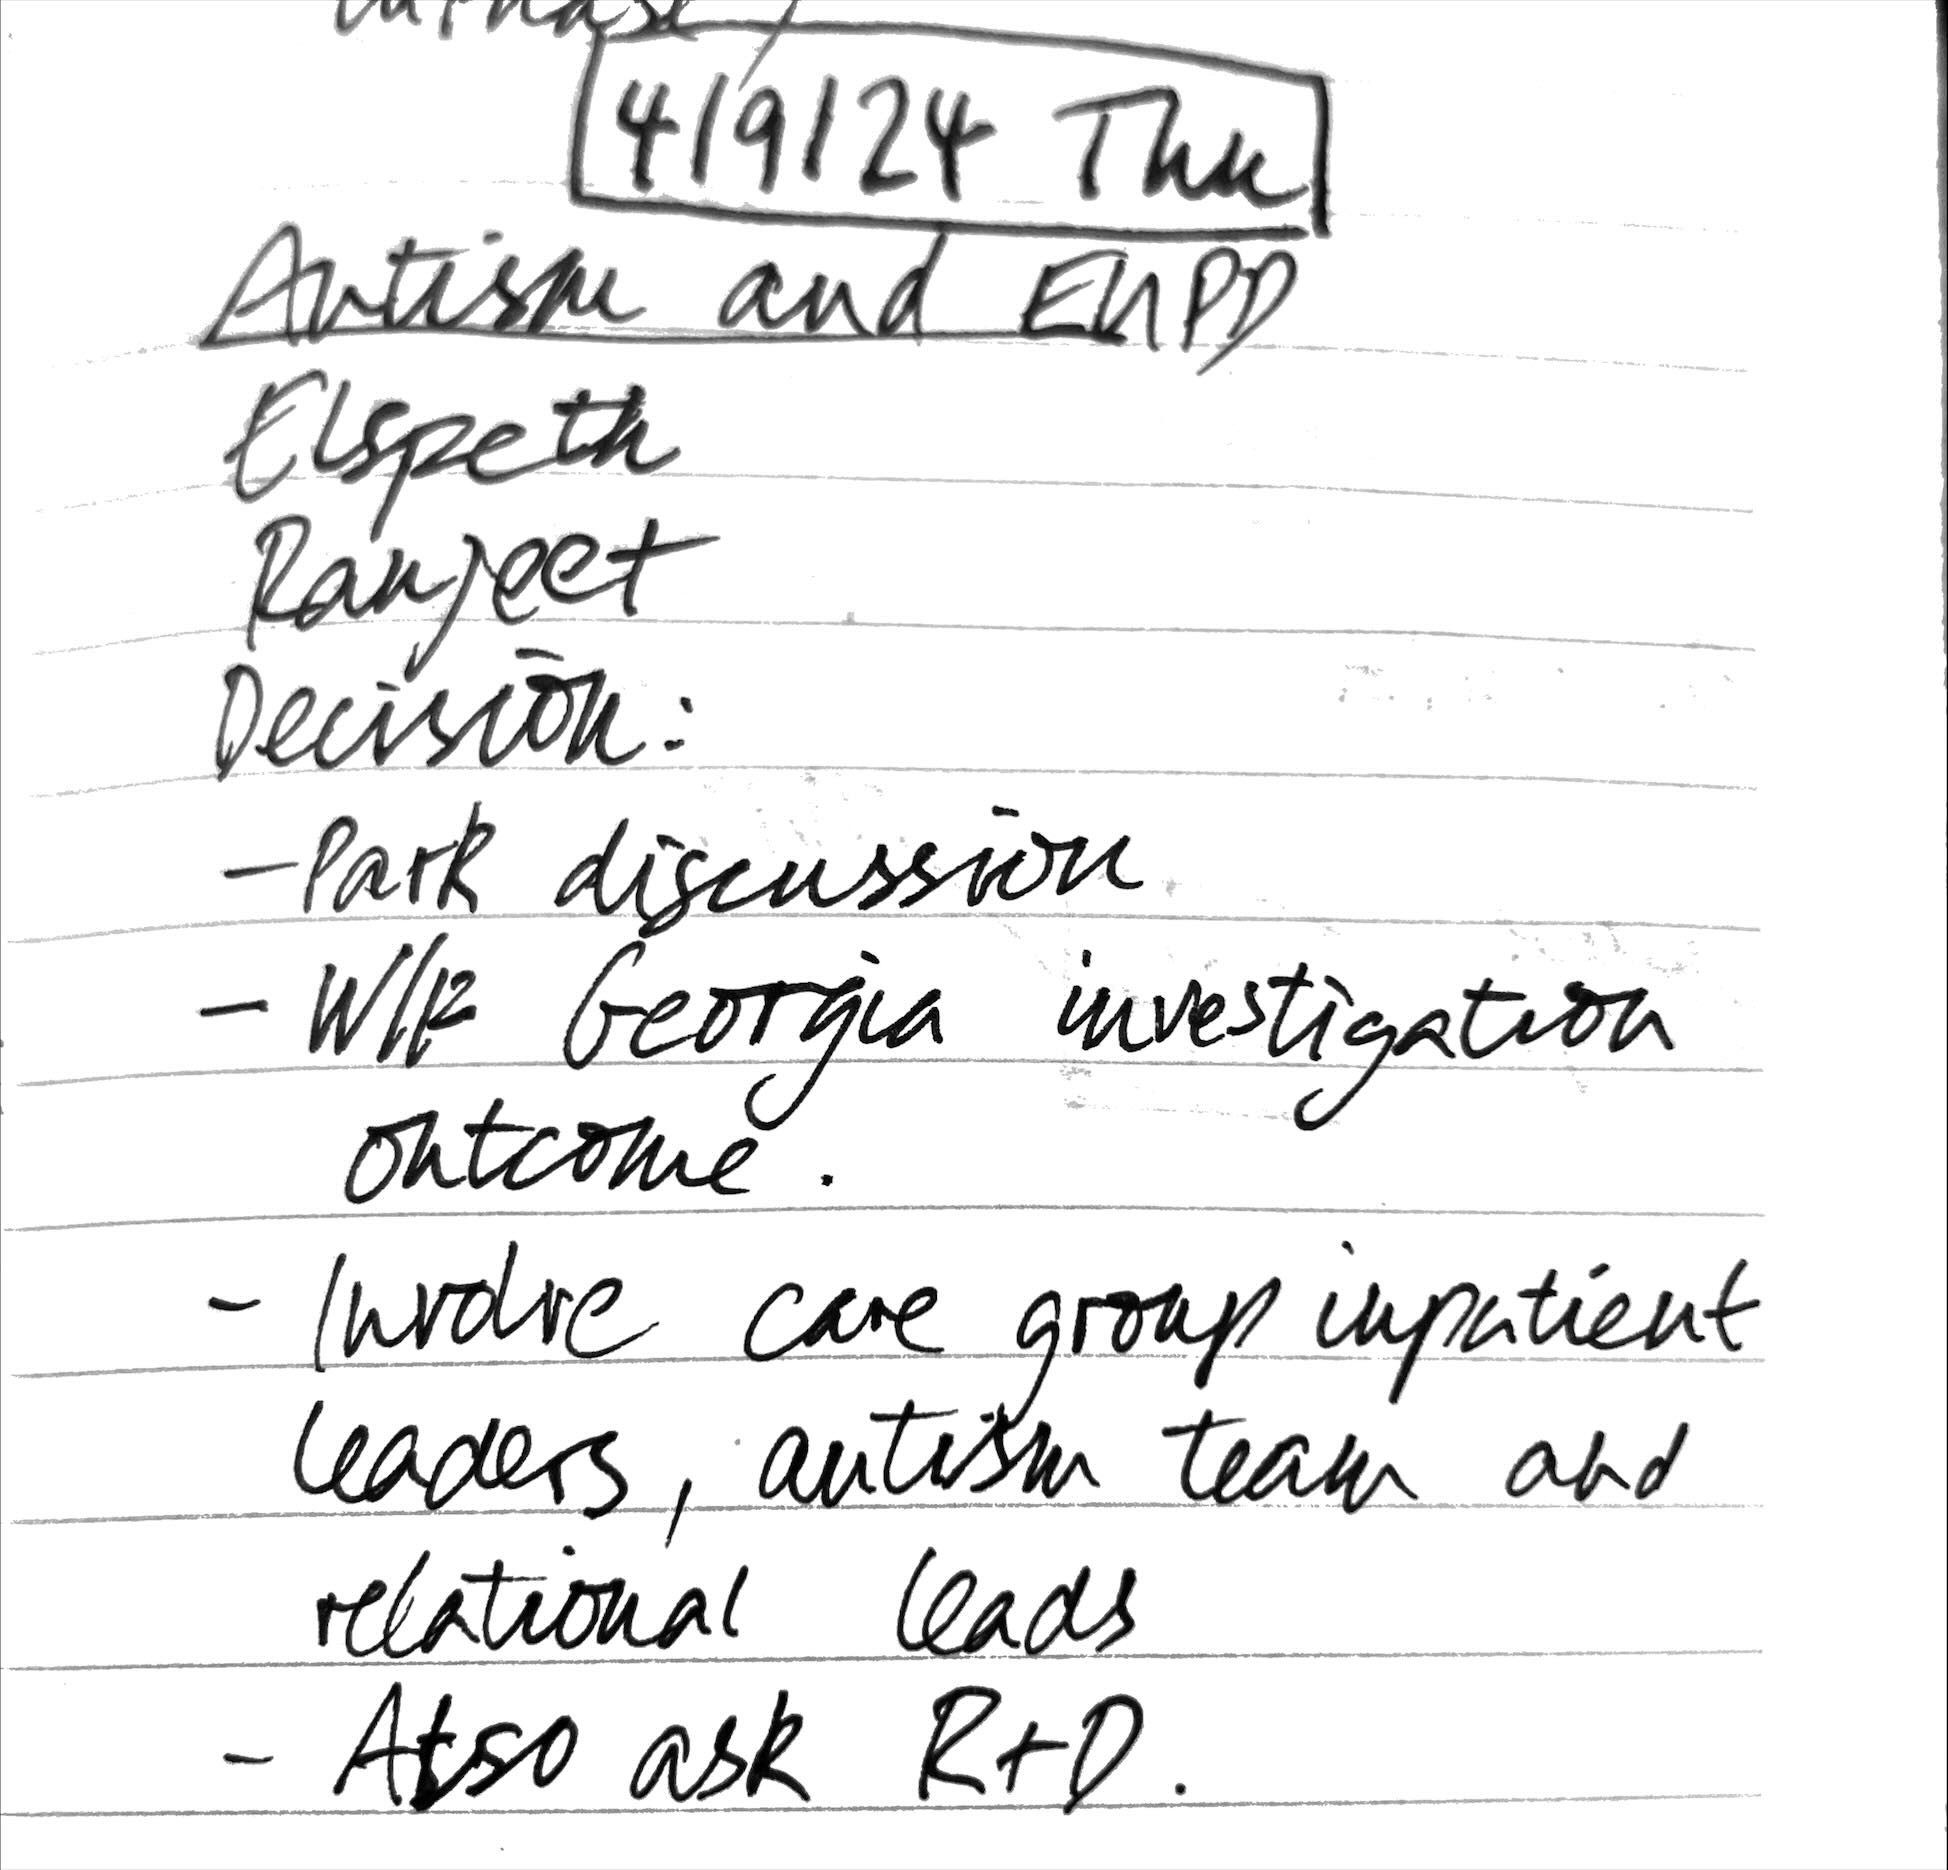 4/9/24 Thu
Autism and EUPD
Elspeth
Ranjeet
Decision:
- Park discussion
- Georgia investigation
outcome.
- Involve care group inpatient
leaders, autism team and
relational leads
- Also ask R+D.